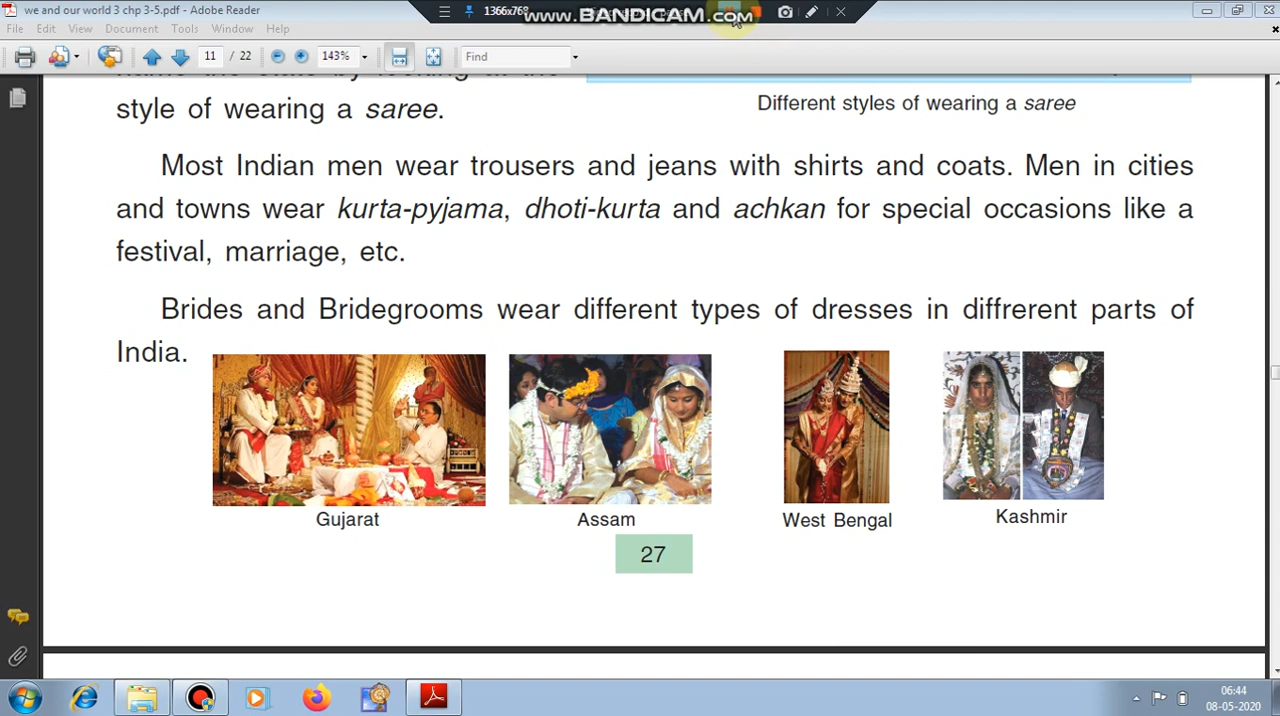 we and our world 3 chp 3-5.pdf - Adobe Reader
1366x768
www.BANDICAM.com
File Edit View Document Tools Window Help
11 / 22 143% Find
style of wearing a saree.
Different styles of wearing a saree
Most Indian men wear trousers and jeans with shirts and coats. Men in cities
and towns wear kurta-pyjama, dhoti-kurta and achkan for special occasions like a
festival, marriage, etc.
Brides and Bridegrooms wear different types of dresses in diffrerent parts of
India.
Gujarat
Assam
West Bengal
Kashmir
27
06:44
08-05-2020